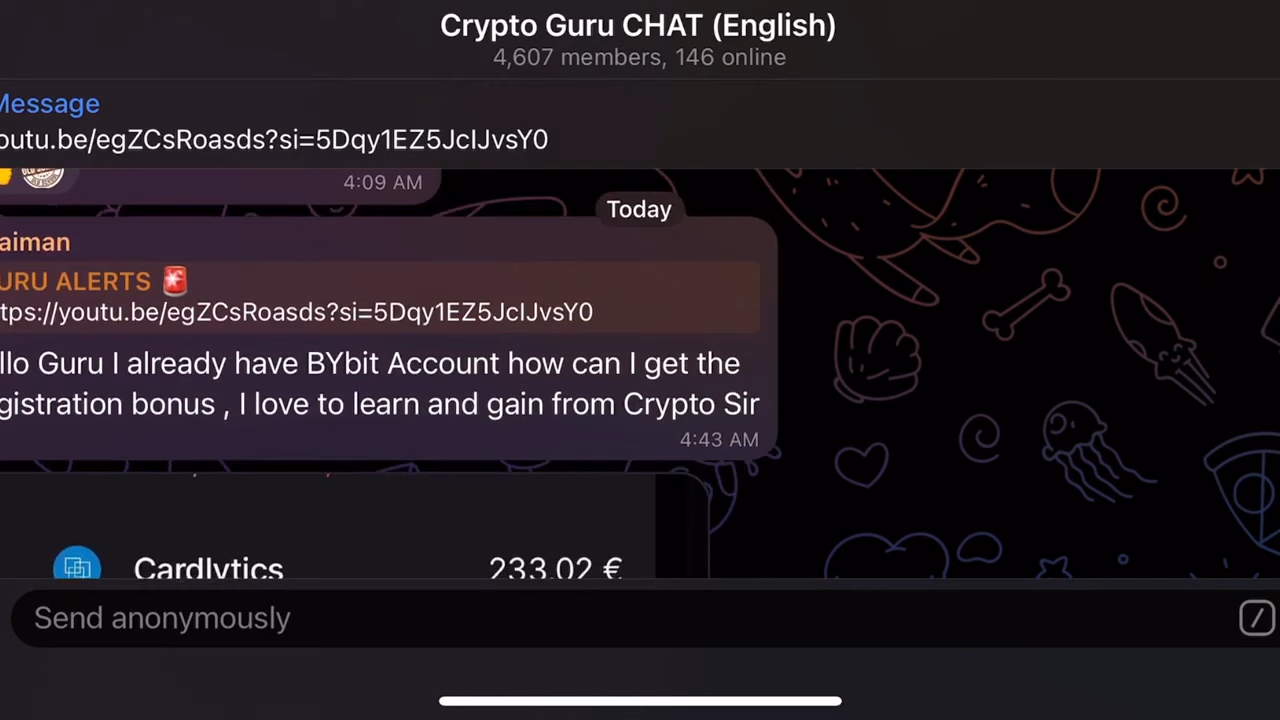 Crypto Guru CHAT (English)
4,607 members, 146 online
Message
outu.be/egZCsRoasds?si=5Dqy1EZ5JcIJvsY0
4:09 AM
Today
aiman
URU ALERTS 🚨
tps://youtu.be/egZCsRoasds?si=5Dqy1EZ5JcIJvsY0
llo Guru I already have BYbit Account how can I get the
gistration bonus , I love to learn and gain from Crypto Sir
4:43 AM
Cardlytics 233.02 €
Send anonymously